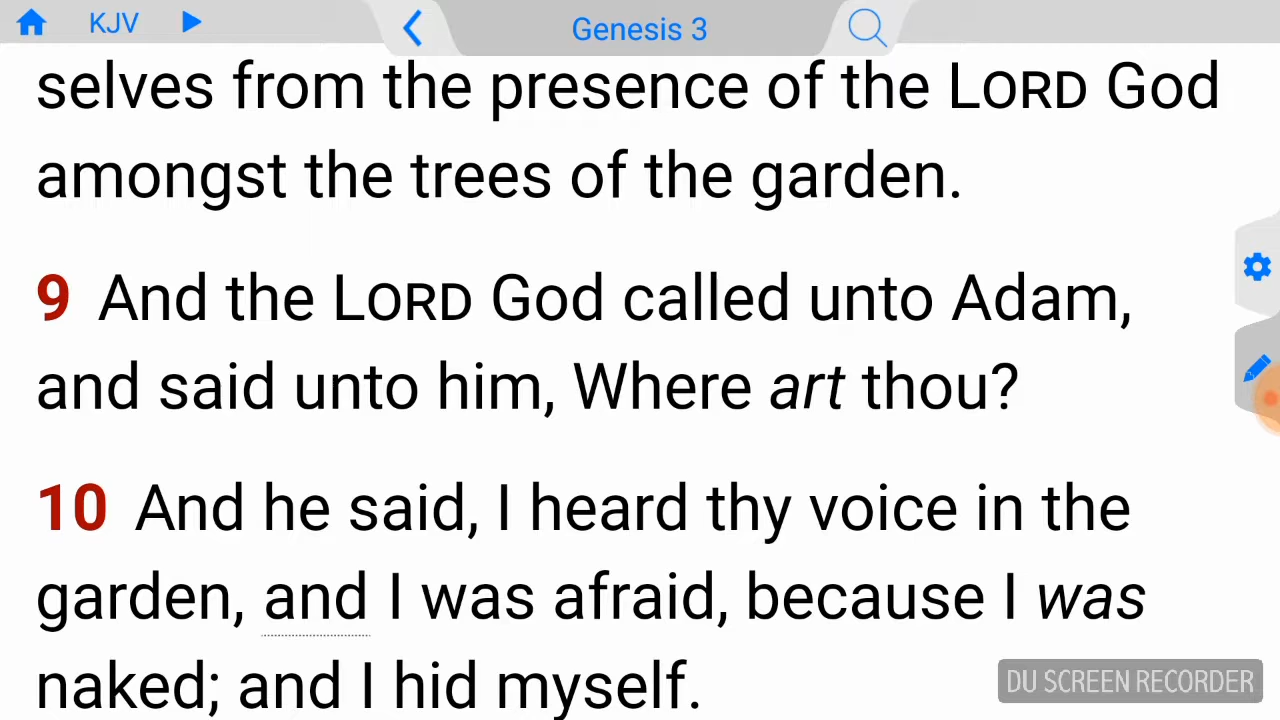 KJV
Genesis 3
selves from the presence of the LORD God
amongst the trees of the garden.
9 And the LORD God called unto Adam,
and said unto him, Where art thou?
10 And he said, I heard thy voice in the
garden, and I was afraid, because I was
naked; and I hid myself.
DU SCREEN RECORDER